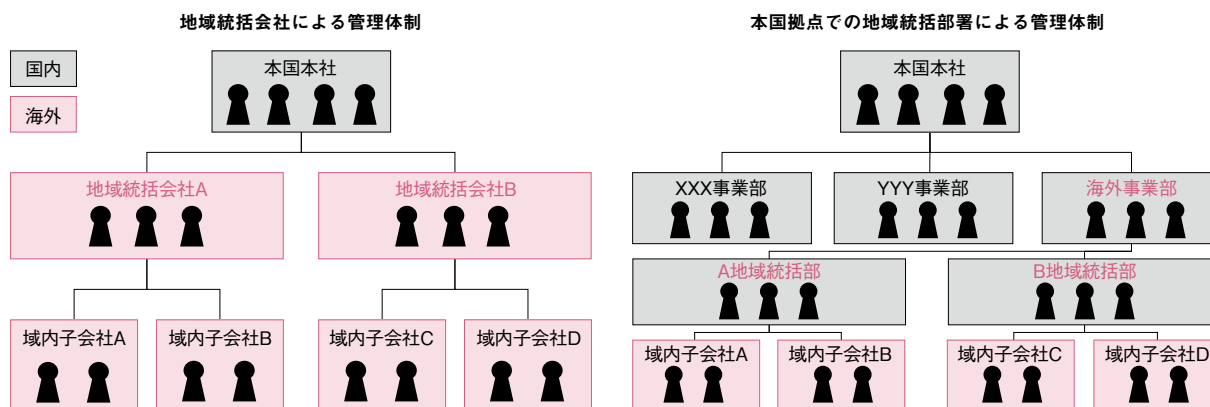 地域統括会社による管理体制
国内
海外
本国本社
地域統括会社A
地域統括会社B
域内子会社A
域内子会社B
域内子会社C
域内子会社D
本国拠点での地域統括部署による管理体制
本国本社
XXX事業部
YYY事業部
海外事業部
A地域統括部
B地域統括部
域内子会社A
域内子会社B
域内子会社C
域内子会社D